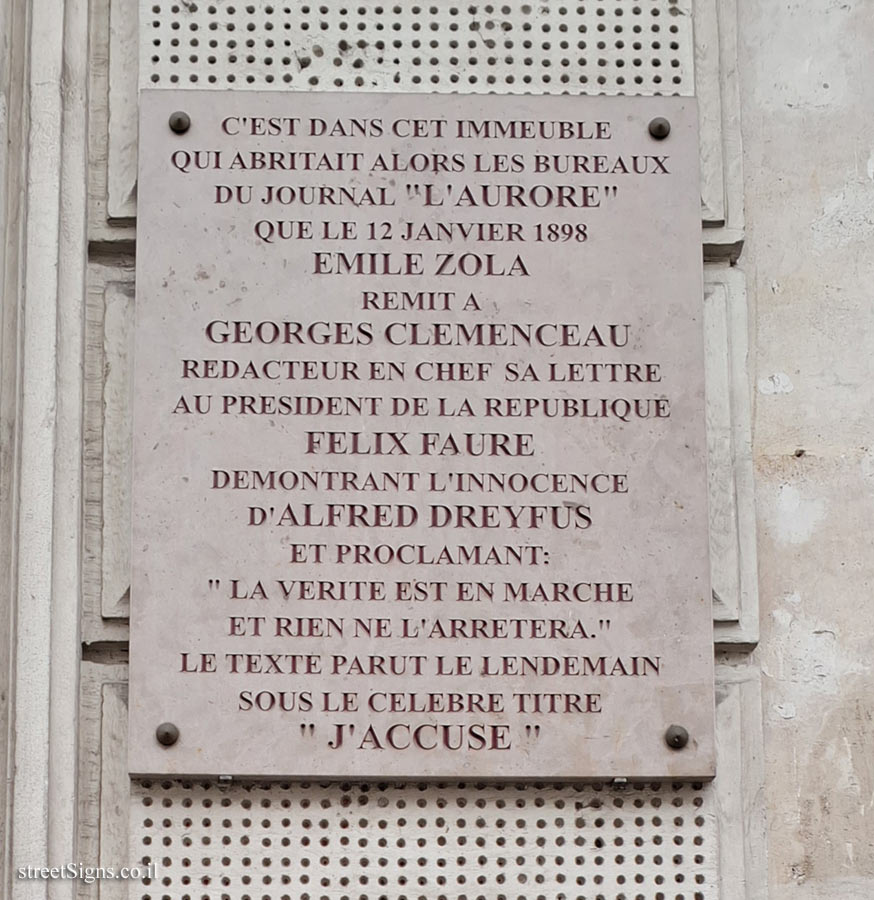 C'EST DANS CET IMMEUBLE
QUI ABRITAIT ALORS LES BUREAUX
DU JOURNAL "L'AURORE"
QUE LE 12 JANVIER 1898
EMILE ZOLA
REMIT A
GEORGES CLEMENCEAU
REDACTEUR EN CHEF SA LETTRE
AU PRESIDENT DE LA REPUBLIQUE
FELIX FAURE
DEMONTRANT L'INNOCENCE
D'ALFRED DREYFUS
ET PROCLAMANT:
" LA VERITE EST EN MARCHE
ET RIEN NE L'ARRETERA."
LE TEXTE PARUT LE LENDEMAIN
SOUS LE CELEBRE TITRE
" J'ACCUSE "
streetSigns.co.il